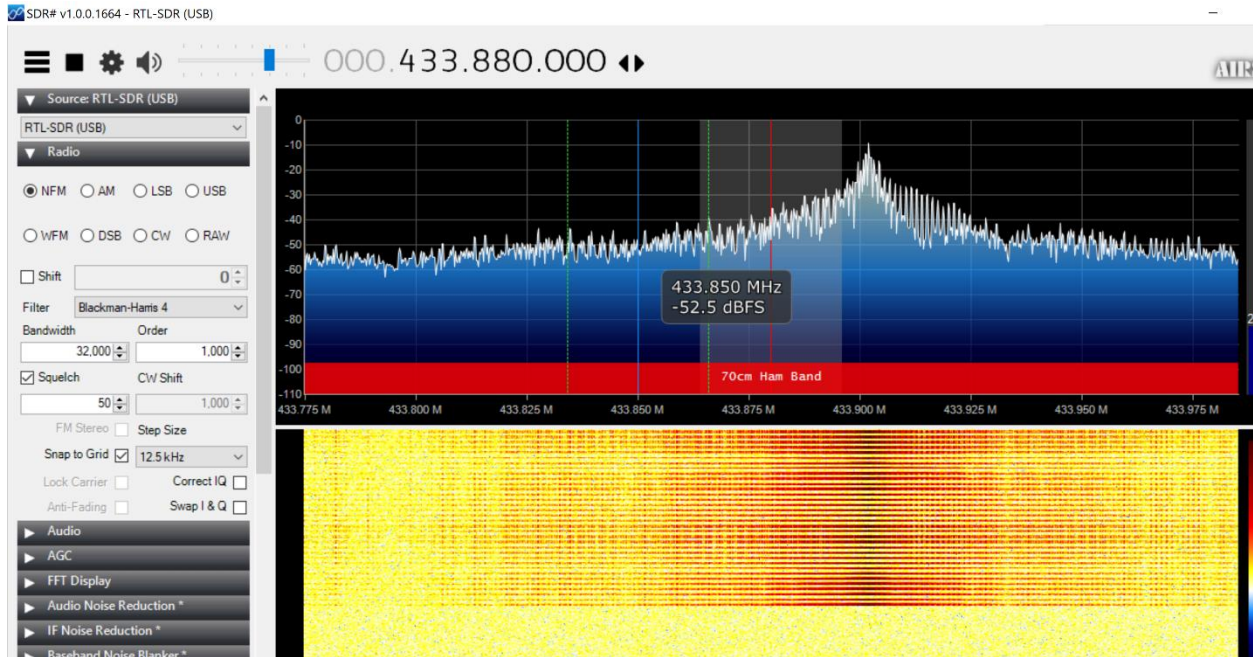 SDR# v1.0.0.1664 - RTL-SDR (USB)
000.433.880.000
Source: RTL-SDR (USB)
RTL-SDR (USB)
Radio
NFM AM LSB USB
WFM DSB CW RAW
Shift 0
Filter Blackman-Harris 4
Bandwidth Order
32,000 1,000
Squelch CW Shift
50 1,000
FM Stereo Step Size
Snap to Grid 12.5 kHz
Lock Carrier Correct IQ
Anti-Fading Swap I & Q
Audio
AGC
FFT Display
Audio Noise Reduction *
IF Noise Reduction *
Baseband Noise Blanker *
0
-10
-20
-30
-40
-50
-60
-70
-80
-90
-100
-110
433.850 MHz
-52.5 dBFS
70cm Ham Band
433.775 M 433.800 M 433.825 M 433.850 M 433.875 M 433.900 M 433.925 M 433.950 M 433.975 M